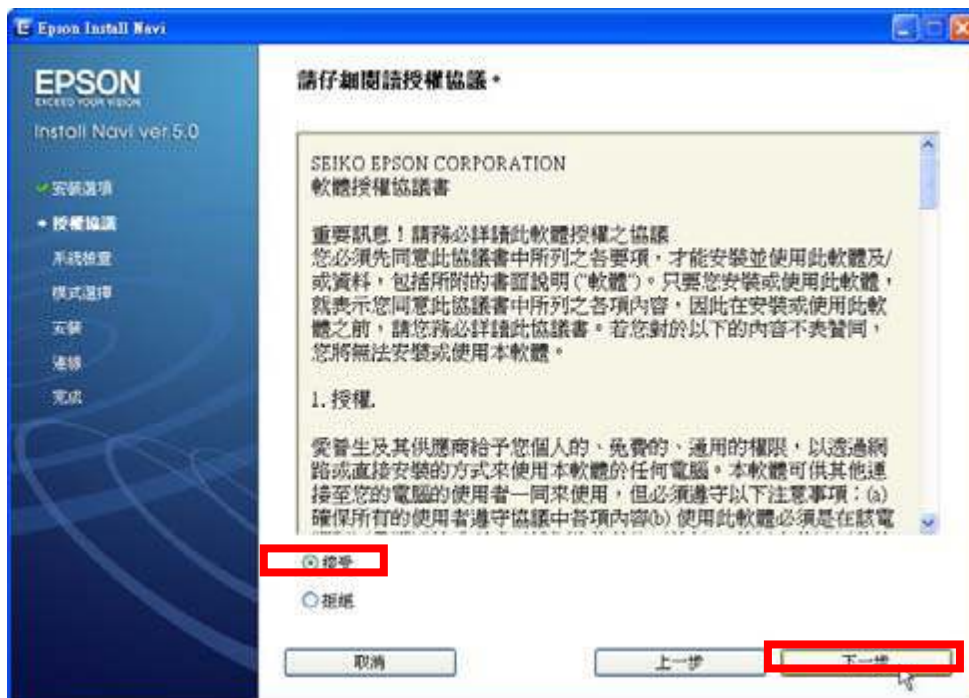 Epson Install Navi
EPSON
EXCEED YOUR VISION
Install Navi ver.5.0
安裝選項
授權協議
系統檢查
模式選擇
安裝
連線
完成
請仔細閱讀授權協議。
SEIKO EPSON CORPORATION
軟體授權協議書
重要訊息！請務必詳讀此軟體授權之協議
您必須先同意此協議書中所列之各要項，才能安裝並使用此軟體及/
或資料，包括所附的書面說明 ("軟體")。只要您安裝或使用此軟體，
就表示您同意此協議書中所列之各項內容，因此在安裝或使用此軟
體之前，請您務必詳讀此協議書。若您對於以下的內容不表贊同，
您將無法安裝或使用本軟體。
1. 授權.
愛普生及其供應商給予您個人的、免費的、通用的權限，以透過網
路或直接安裝的方式來使用本軟體於任何電腦。本軟體可供其他連
接至您的電腦的使用者一同來使用，但必須遵守以下注意事項：(a)
確保所有的使用者遵守協議中各項內容(b) 使用此軟體必須是在該電
接受
拒絕
取消
上一步
下一步